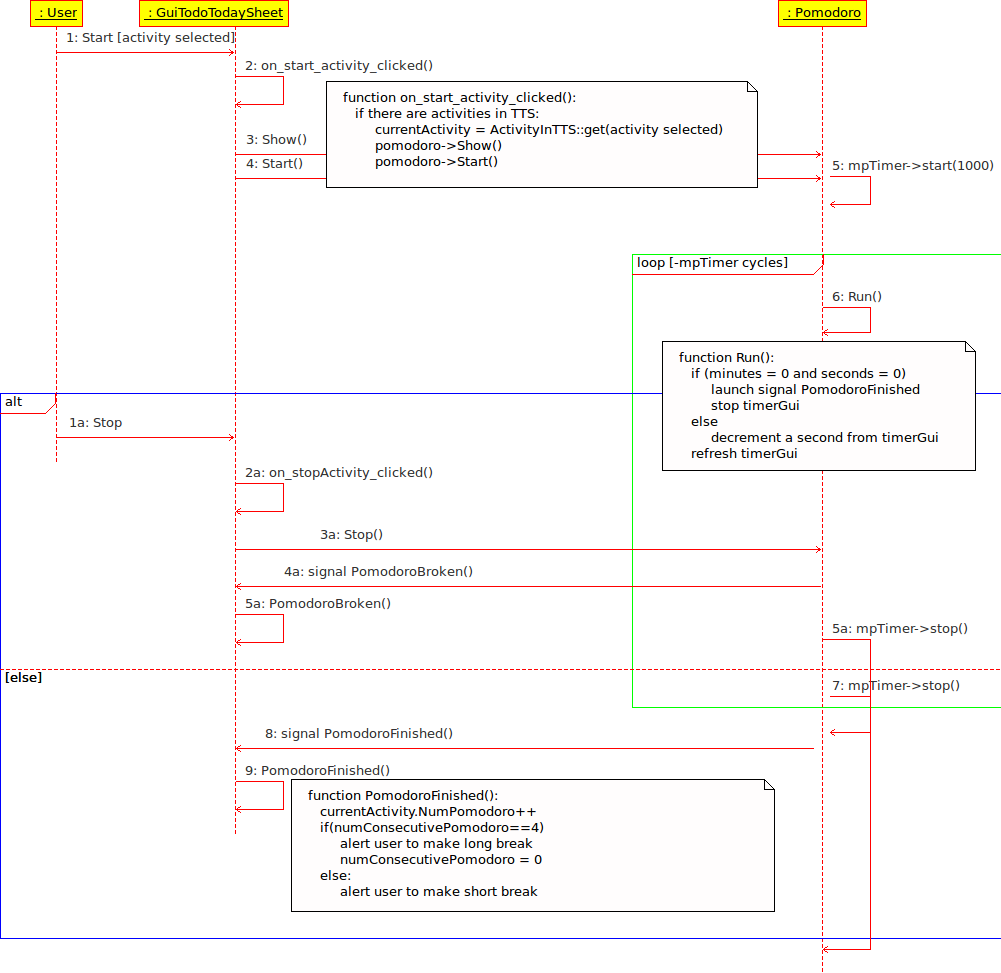 : User
: GuiTodoTodaySheet
: Pomodoro
1: Start [activity selected]
2: on_start_activity_clicked()
function on_start_activity_clicked():
if there are activities in TTS:
currentActivity = ActivityInTTS::get(activity selected)
pomodoro->Show()
pomodoro->Start()
3: Show()
4: Start()
5: mpTimer->start(1000)
loop [-mpTimer cycles]
6: Run()
function Run():
if (minutes = 0 and seconds = 0)
launch signal PomodoroFinished
stop timerGui
else
decrement a second from timerGui
refresh timerGui
alt
1a: Stop
2a: on_stopActivity_clicked()
3a: Stop()
4a: signal PomodoroBroken()
5a: PomodoroBroken()
5a: mpTimer->stop()
[else]
7: mpTimer->stop()
8: signal PomodoroFinished()
9: PomodoroFinished()
function PomodoroFinished():
currentActivity.NumPomodoro++
if(numConsecutivePomodoro==4)
alert user to make long break
numConsecutivePomodoro = 0
else:
alert user to make short break